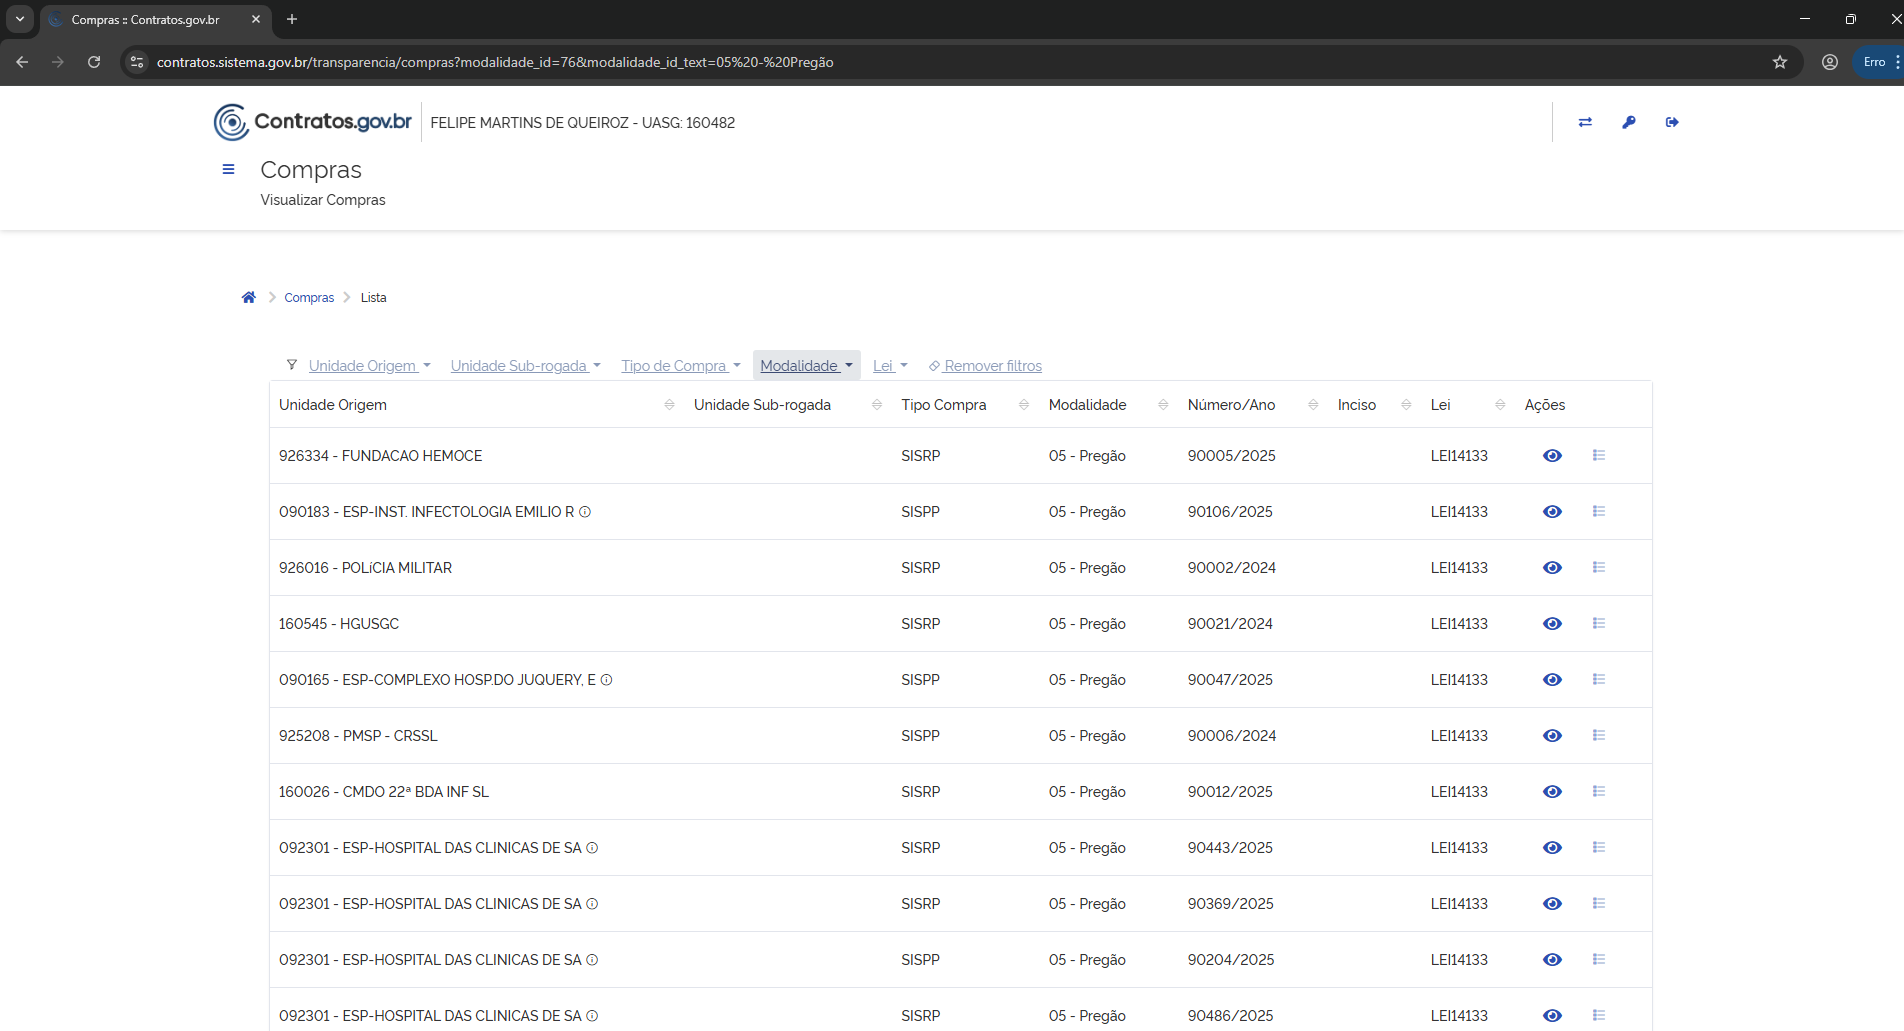 Compras :: Contratos.gov.br
contratos.sistema.gov.br/transparencia/compras?modalidade_id=76&modalidade_id_text=05%20-%20Pregão
Erro
Contratos.gov.br
FELIPE MARTINS DE QUEIROZ - UASG: 160482
Compras
Visualizar Compras
Compras Lista
Unidade Origem Unidade Sub-rogada Tipo de Compra Modalidade Lei Remover filtros
Unidade Origem Unidade Sub-rogada Tipo Compra Modalidade Número/Ano Inciso Lei Ações
926334 - FUNDACAO HEMOCE SISRP 05 - Pregão 90005/2025 LEI14133
090183 - ESP-INST. INFECTOLOGIA EMILIO R SISPP 05 - Pregão 90106/2025 LEI14133
926016 - POLíCIA MILITAR SISRP 05 - Pregão 90002/2024 LEI14133
160545 - HGUSGC SISRP 05 - Pregão 90021/2024 LEI14133
090165 - ESP-COMPLEXO HOSP.DO JUQUERY, E SISPP 05 - Pregão 90047/2025 LEI14133
925208 - PMSP - CRSSL SISPP 05 - Pregão 90006/2024 LEI14133
160026 - CMDO 22ª BDA INF SL SISRP 05 - Pregão 90012/2025 LEI14133
092301 - ESP-HOSPITAL DAS CLINICAS DE SA SISRP 05 - Pregão 90443/2025 LEI14133
092301 - ESP-HOSPITAL DAS CLINICAS DE SA SISRP 05 - Pregão 90369/2025 LEI14133
092301 - ESP-HOSPITAL DAS CLINICAS DE SA SISPP 05 - Pregão 90204/2025 LEI14133
092301 - ESP-HOSPITAL DAS CLINICAS DE SA SISRP 05 - Pregão 90486/2025 LEI14133